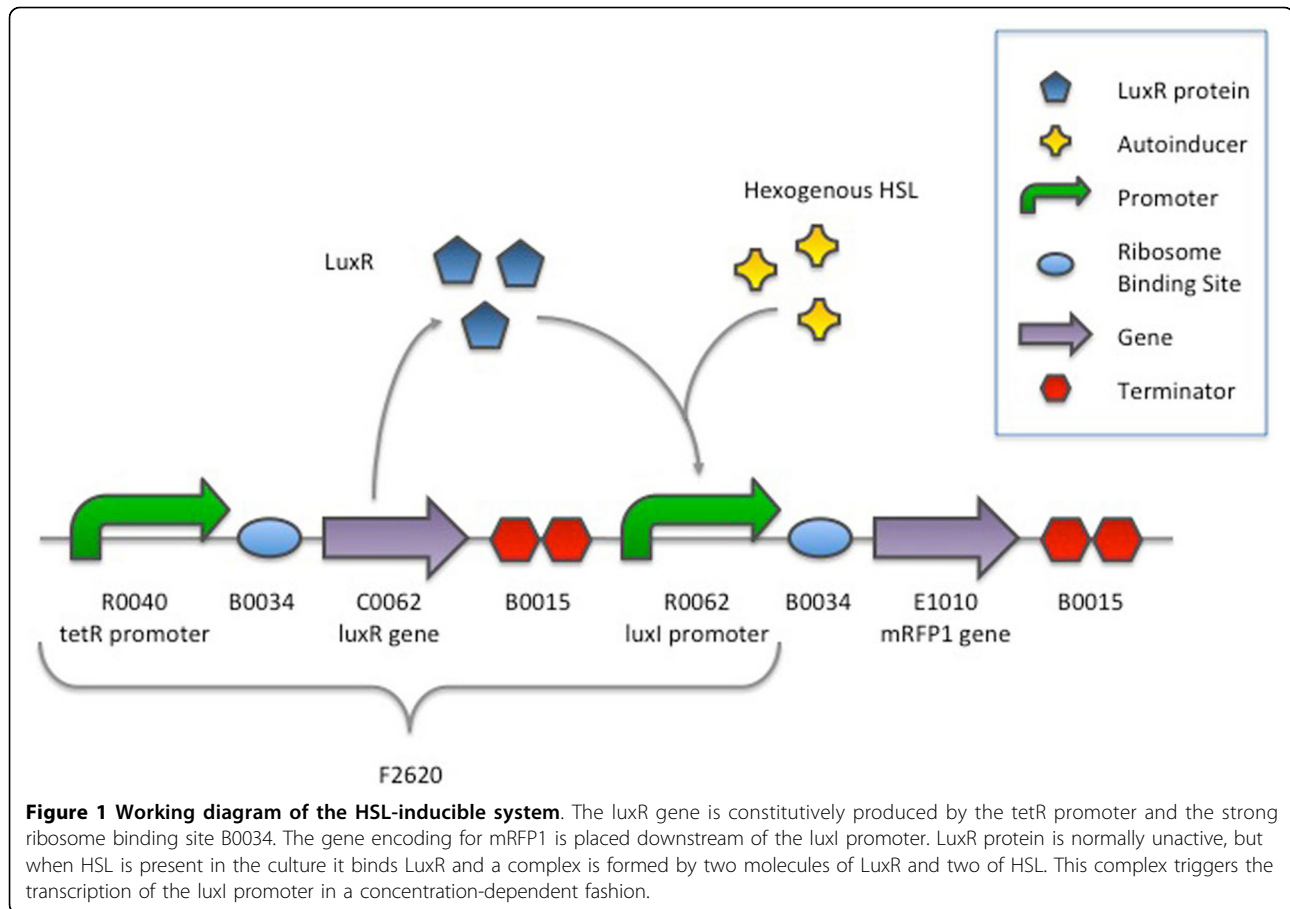 LuxR protein
Autoinducer
Promoter
Ribosome
Binding Site
Gene
Terminator
Hexogenous HSL
LuxR
R0040
tetR promoter
B0034
C0062
luxR gene
B0015
R0062
luxI promoter
B0034
E1010
mRFP1 gene
B0015
F2620
Figure 1 Working diagram of the HSL-inducible system. The luxR gene is constitutively produced by the tetR promoter and the strong
ribosome binding site B0034. The gene encoding for mRFP1 is placed downstream of the luxI promoter. LuxR protein is normally unactive, but
when HSL is present in the culture it binds LuxR and a complex is formed by two molecules of LuxR and two of HSL. This complex triggers the
transcription of the luxI promoter in a concentration-dependent fashion.